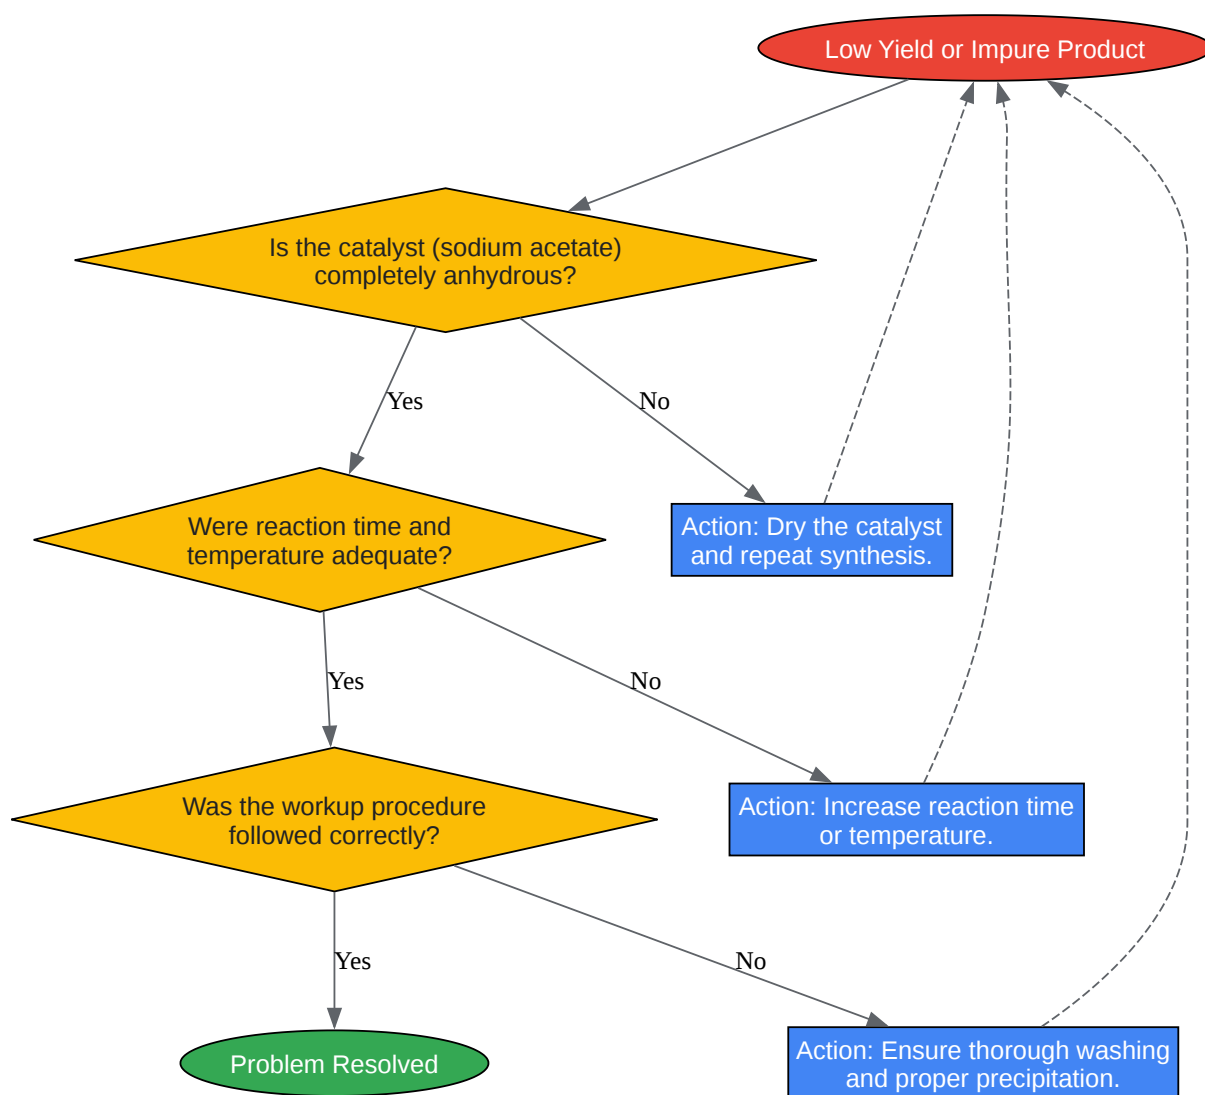 Low Yield or Impure Product
Is the catalyst (sodium acetate)
completely anhydrous?
Yes
No
Were reaction time and
temperature adequate?
Action: Dry the catalyst
and repeat synthesis.
Yes
No
Was the workup procedure
followed correctly?
Action: Increase reaction time
or temperature.
Yes
No
Problem Resolved
Action: Ensure thorough washing
and proper precipitation.